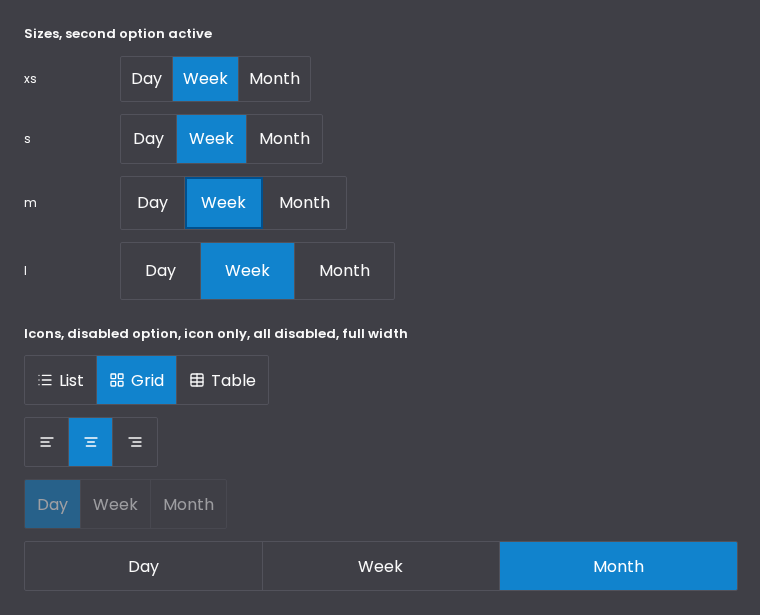 Sizes, second option active
xs Day Week Month
s Day Week Month
m Day Week Month
l Day Week Month
Icons, disabled option, icon only, all disabled, full width
List Grid Table
Day Week Month
Day Week Month